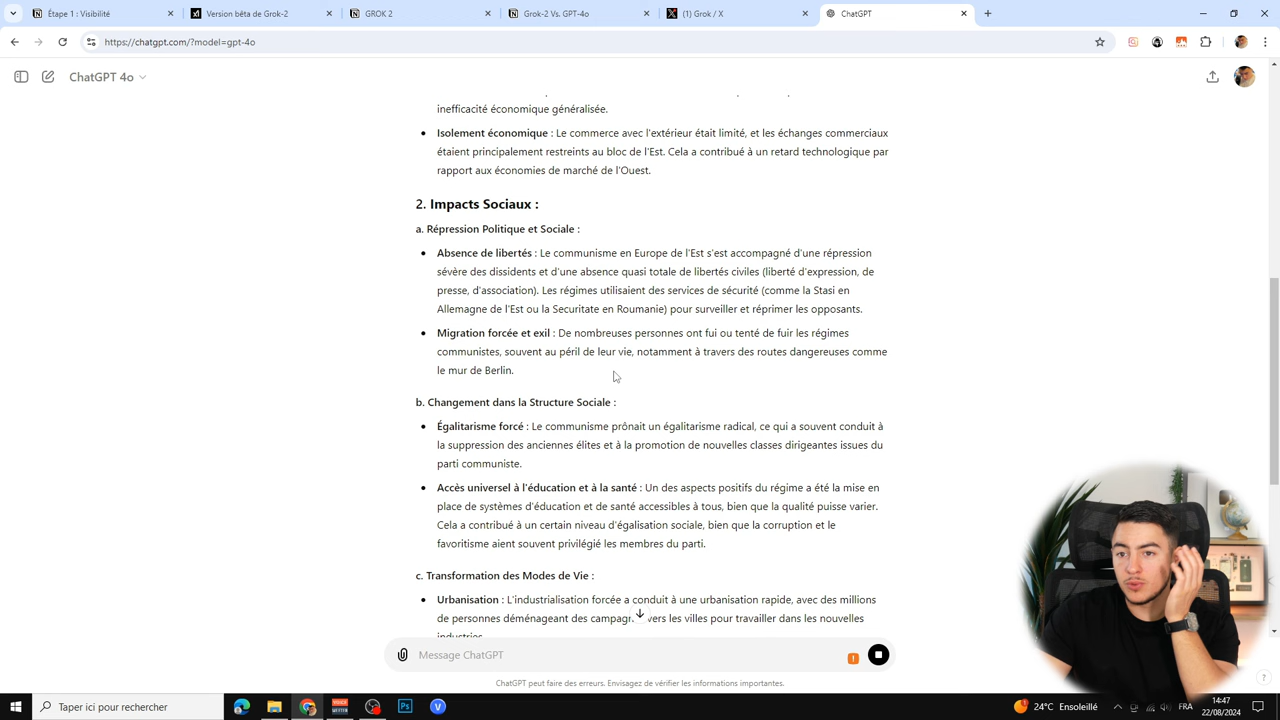 Étape 1 : Visibilité
Version bêta de Grok-2
GROK 2
Grok-2 Vs. GPT-4o
(1) Grok / X
ChatGPT
https://chatgpt.com/?model=gpt-4o
ChatGPT 4o
inefficacité économique généralisée.
Isolement économique : Le commerce avec l'extérieur était limité, et les échanges commerciaux
étaient principalement restreints au bloc de l'Est. Cela a contribué à un retard technologique par
rapport aux économies de marché de l'Ouest.
2. Impacts Sociaux :
a. Répression Politique et Sociale :
Absence de libertés : Le communisme en Europe de l'Est s'est accompagné d'une répression
sévère des dissidents et d'une absence quasi totale de libertés civiles (liberté d'expression, de
presse, d'association). Les régimes utilisaient des services de sécurité (comme la Stasi en
Allemagne de l'Est ou la Securitate en Roumanie) pour surveiller et réprimer les opposants.
Migration forcée et exil : De nombreuses personnes ont fui ou tenté de fuir les régimes
communistes, souvent au péril de leur vie, notamment à travers des routes dangereuses comme
le mur de Berlin.
b. Changement dans la Structure Sociale :
Égalitarisme forcé : Le communisme prônait un égalitarisme radical, ce qui a souvent conduit à
la suppression des anciennes élites et à la promotion de nouvelles classes dirigeantes issues du
parti communiste.
Accès universel à l'éducation et à la santé : Un des aspects positifs du régime a été la mise en
place de systèmes d'éducation et de santé accessibles à tous, bien que la qualité puisse varier.
Cela a contribué à un certain niveau d'égalisation sociale, bien que la corruption et le
favoritisme aient souvent privilégié les membres du parti.
c. Transformation des Modes de Vie :
Urbanisation : L'industrialisation forcée a conduit à une urbanisation rapide, avec des millions
de personnes déménageant des campagn vers les villes pour travailler dans les nouvelles
industries.
Message ChatGPT
ChatGPT peut faire des erreurs. Envisagez de vérifier les informations importantes.
Taper ici pour rechercher
24°C Ensoleillé
FRA
14:47
22/08/2024